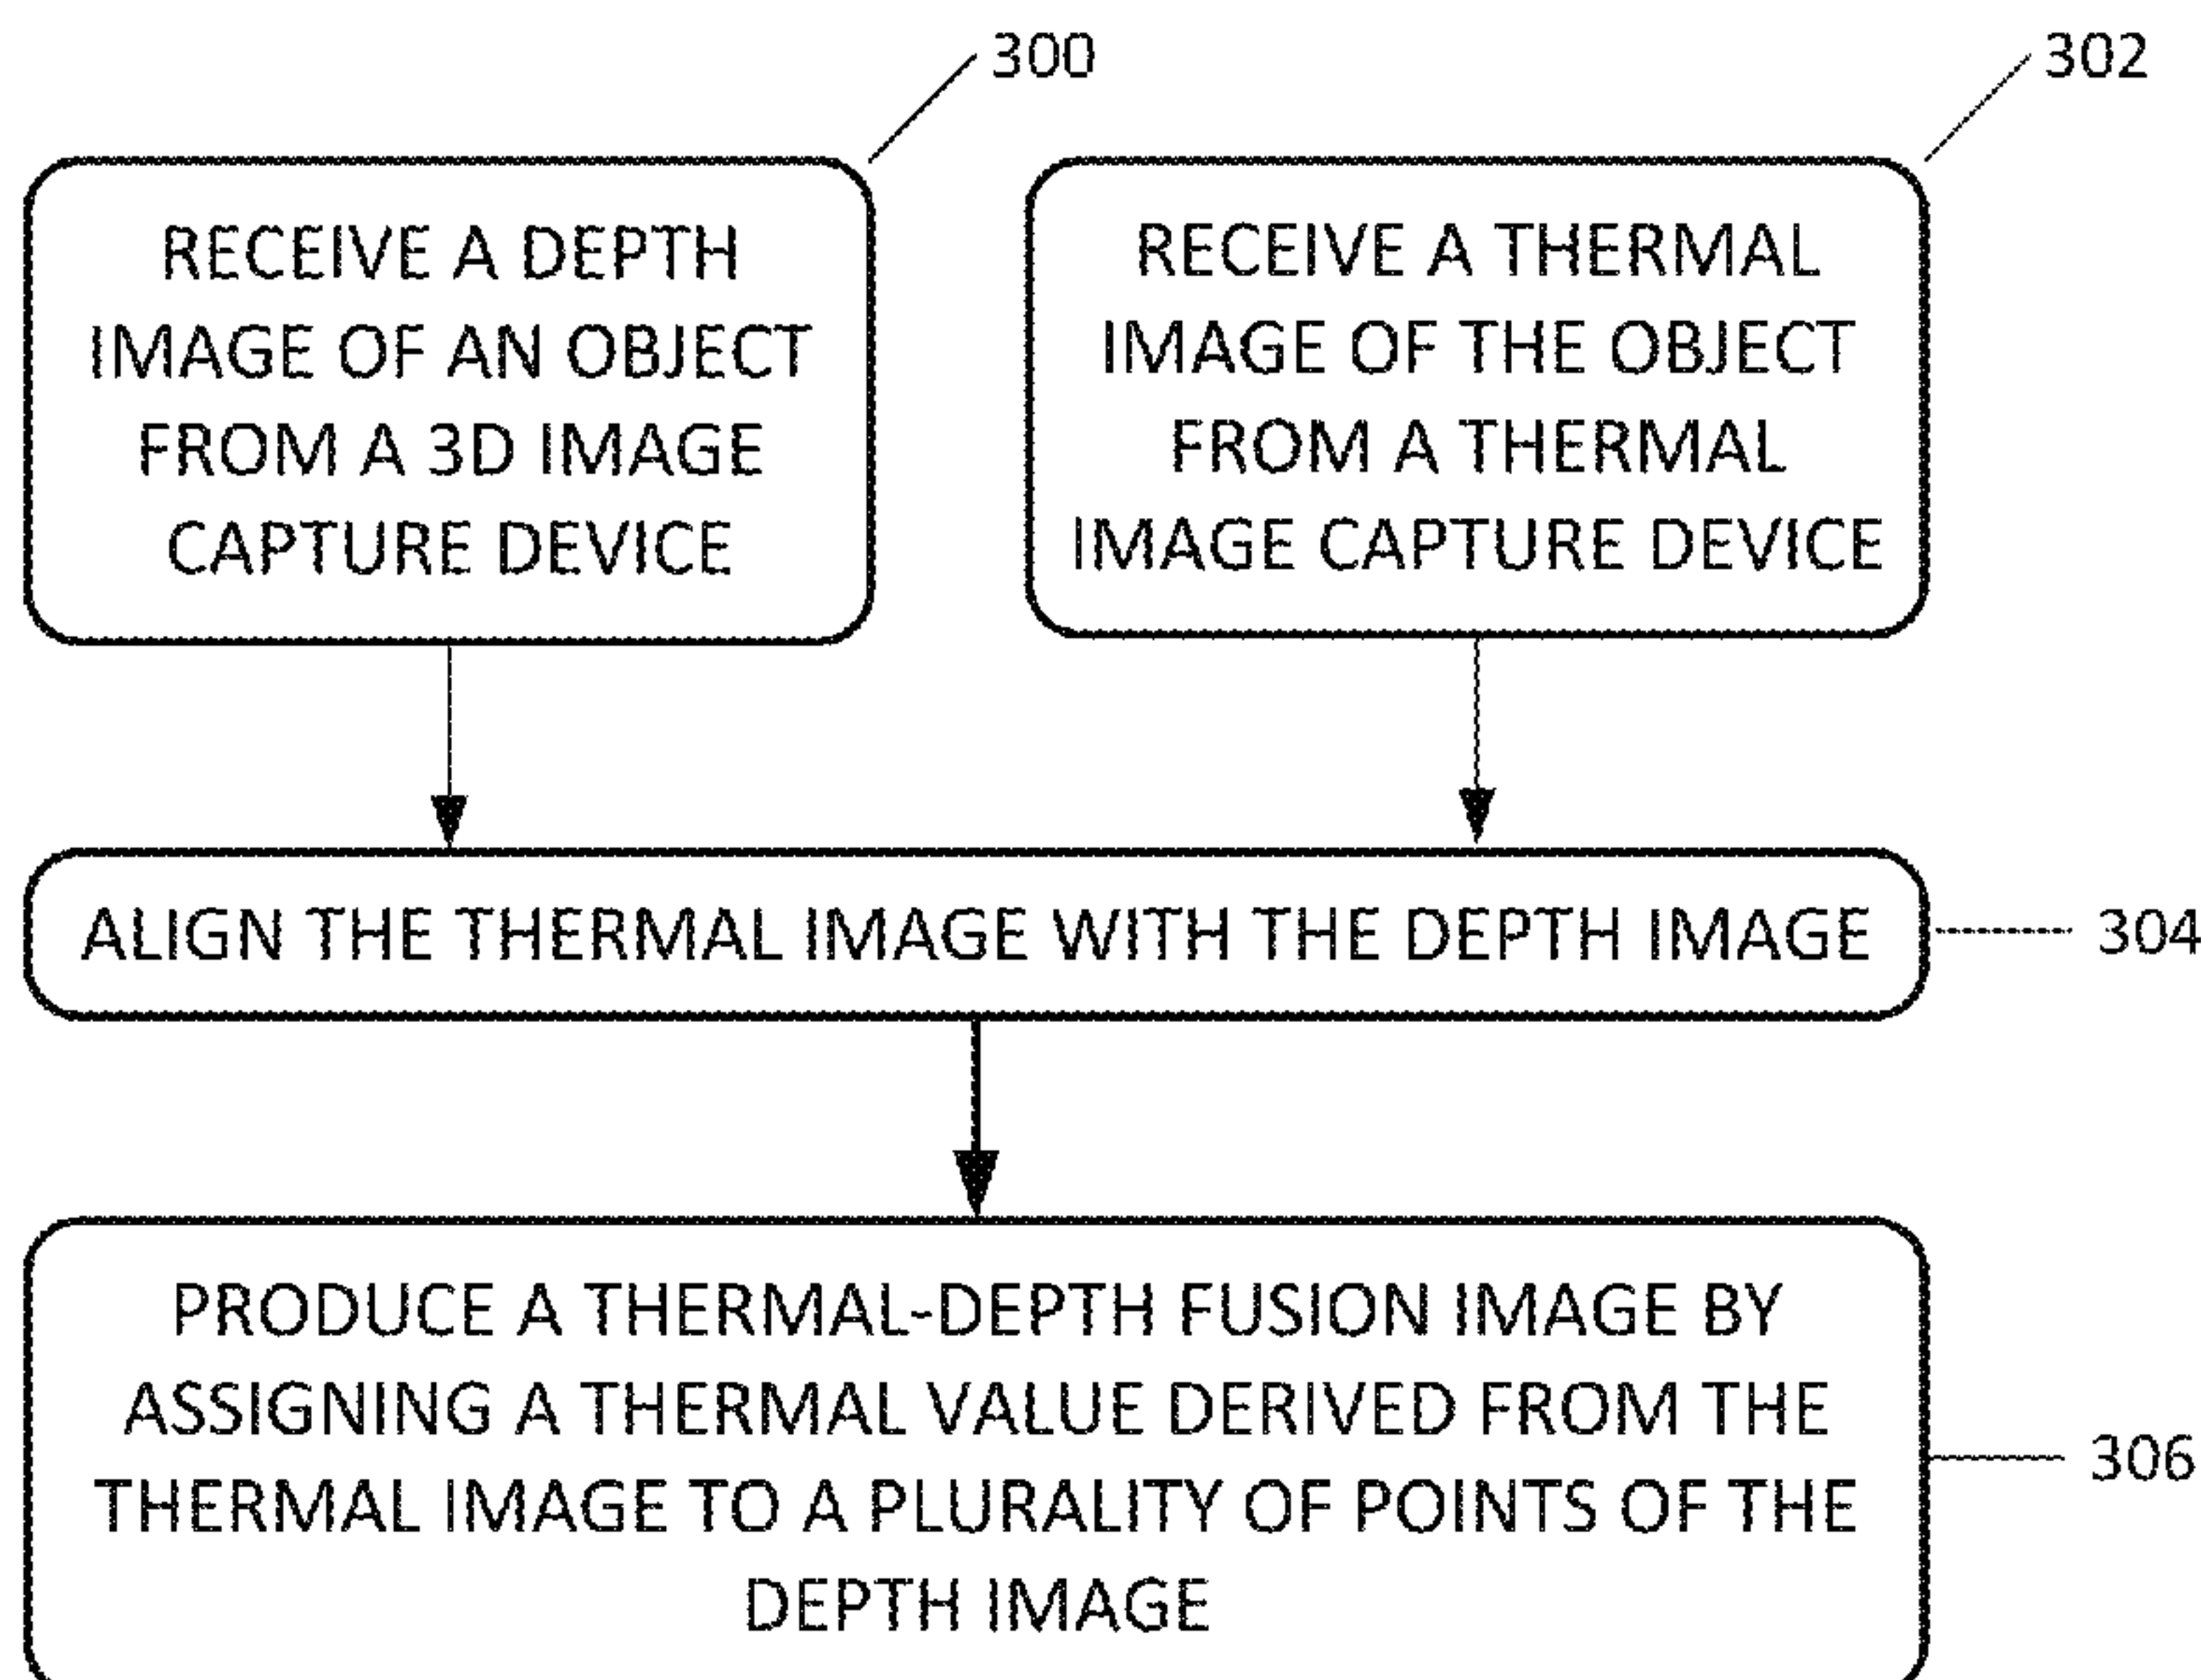 300
302
RECEIVE A DEPTH
IMAGE OF AN OBJECT
FROM A 3D IMAGE
CAPTURE DEVICE
RECEIVE A THERMAL
IMAGE OF THE OBJECT
FROM A THERMAL
IMAGE CAPTURE DEVICE
ALIGN THE THERMAL IMAGE WITH THE DEPTH IMAGE
304
PRODUCE A THERMAL-DEPTH FUSION IMAGE BY
ASSIGNING A THERMAL VALUE DERIVED FROM THE
THERMAL IMAGE TO A PLURALITY OF POINTS OF THE
DEPTH IMAGE
306